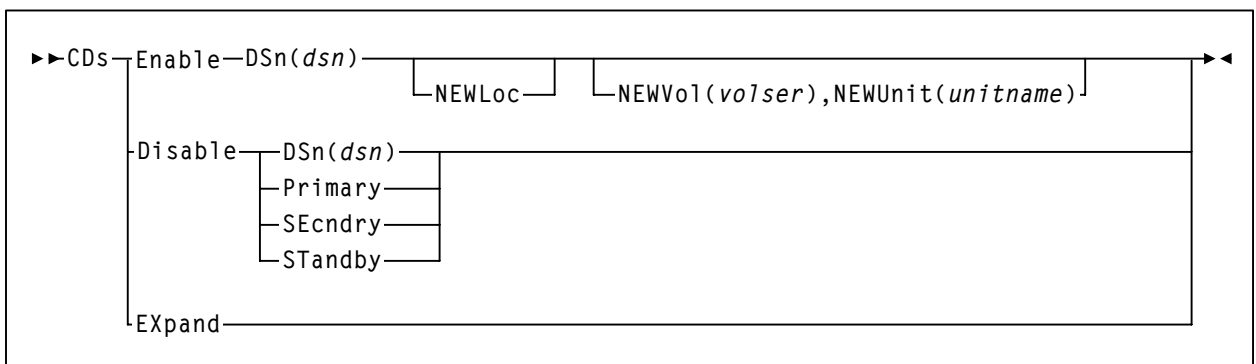 CDs Enable DSn(dsn)
NEWLoc NEWVol(volser),NEWUnit(unitname)
Disable DSn(dsn)
Primary
SEcndry
STandby
EXpand